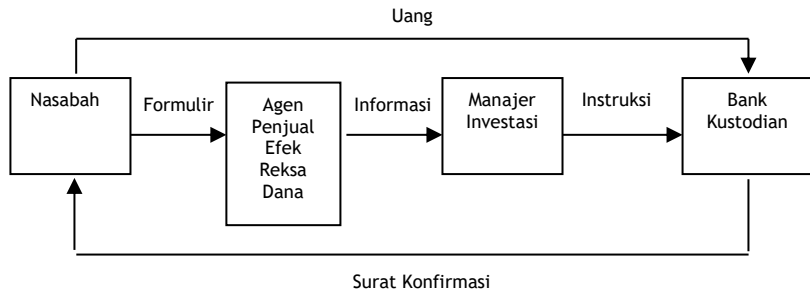 Uang
Nasabah
Formulir
Agen
Penjual
Efek
Reksa
Dana
Informasi
Manajer
Investasi
Instruksi
Bank
Kustodian
Surat Konfirmasi